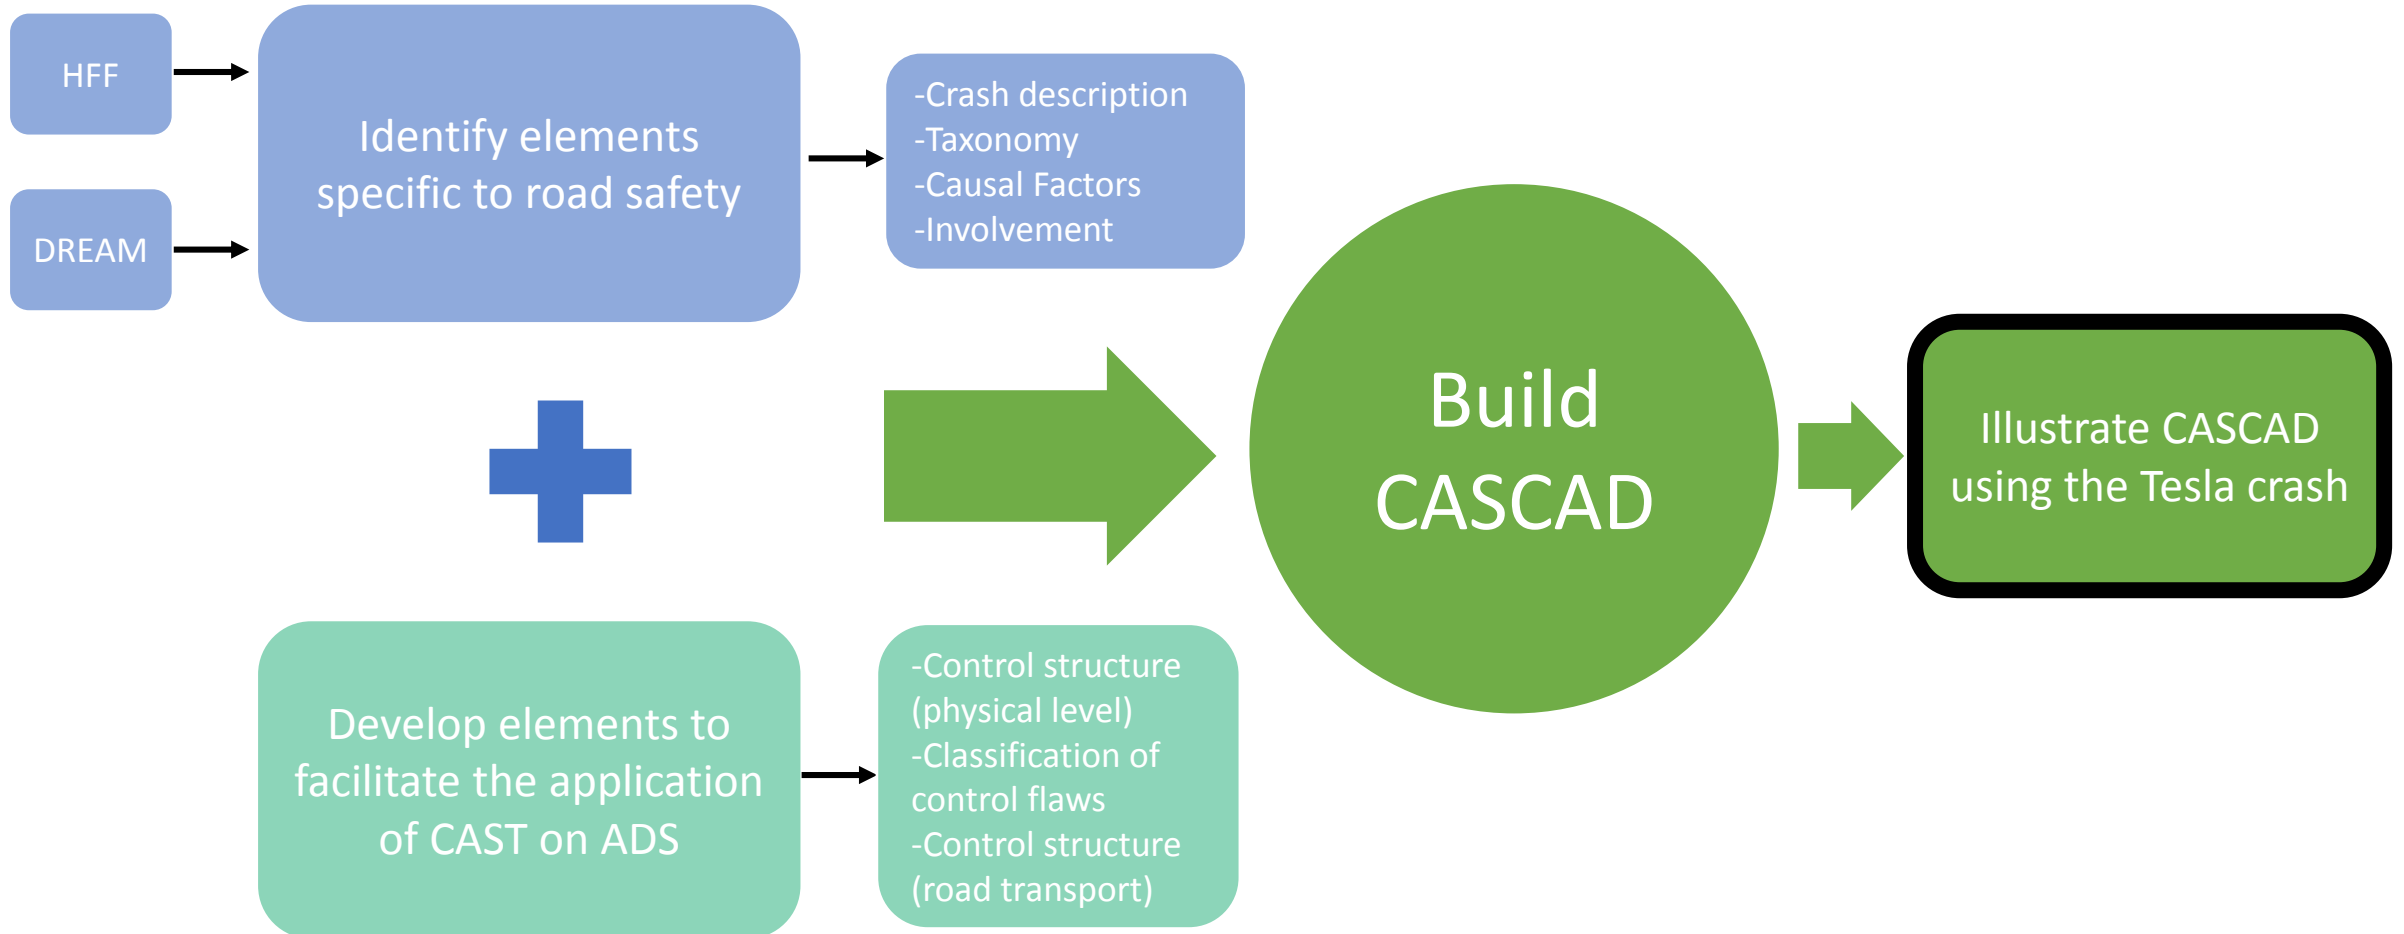 HFF
DREAM
Identify elements
specific to road safety
-Crash description
-Taxonomy
-Causal Factors
-Involvement
Develop elements to
facilitate the application
of CAST on ADS
-Control structure
(physical level)
-Classification of
control flaws
-Control structure
(road transport)
Build
CASCAD
Illustrate CASCAD
using the Tesla crash